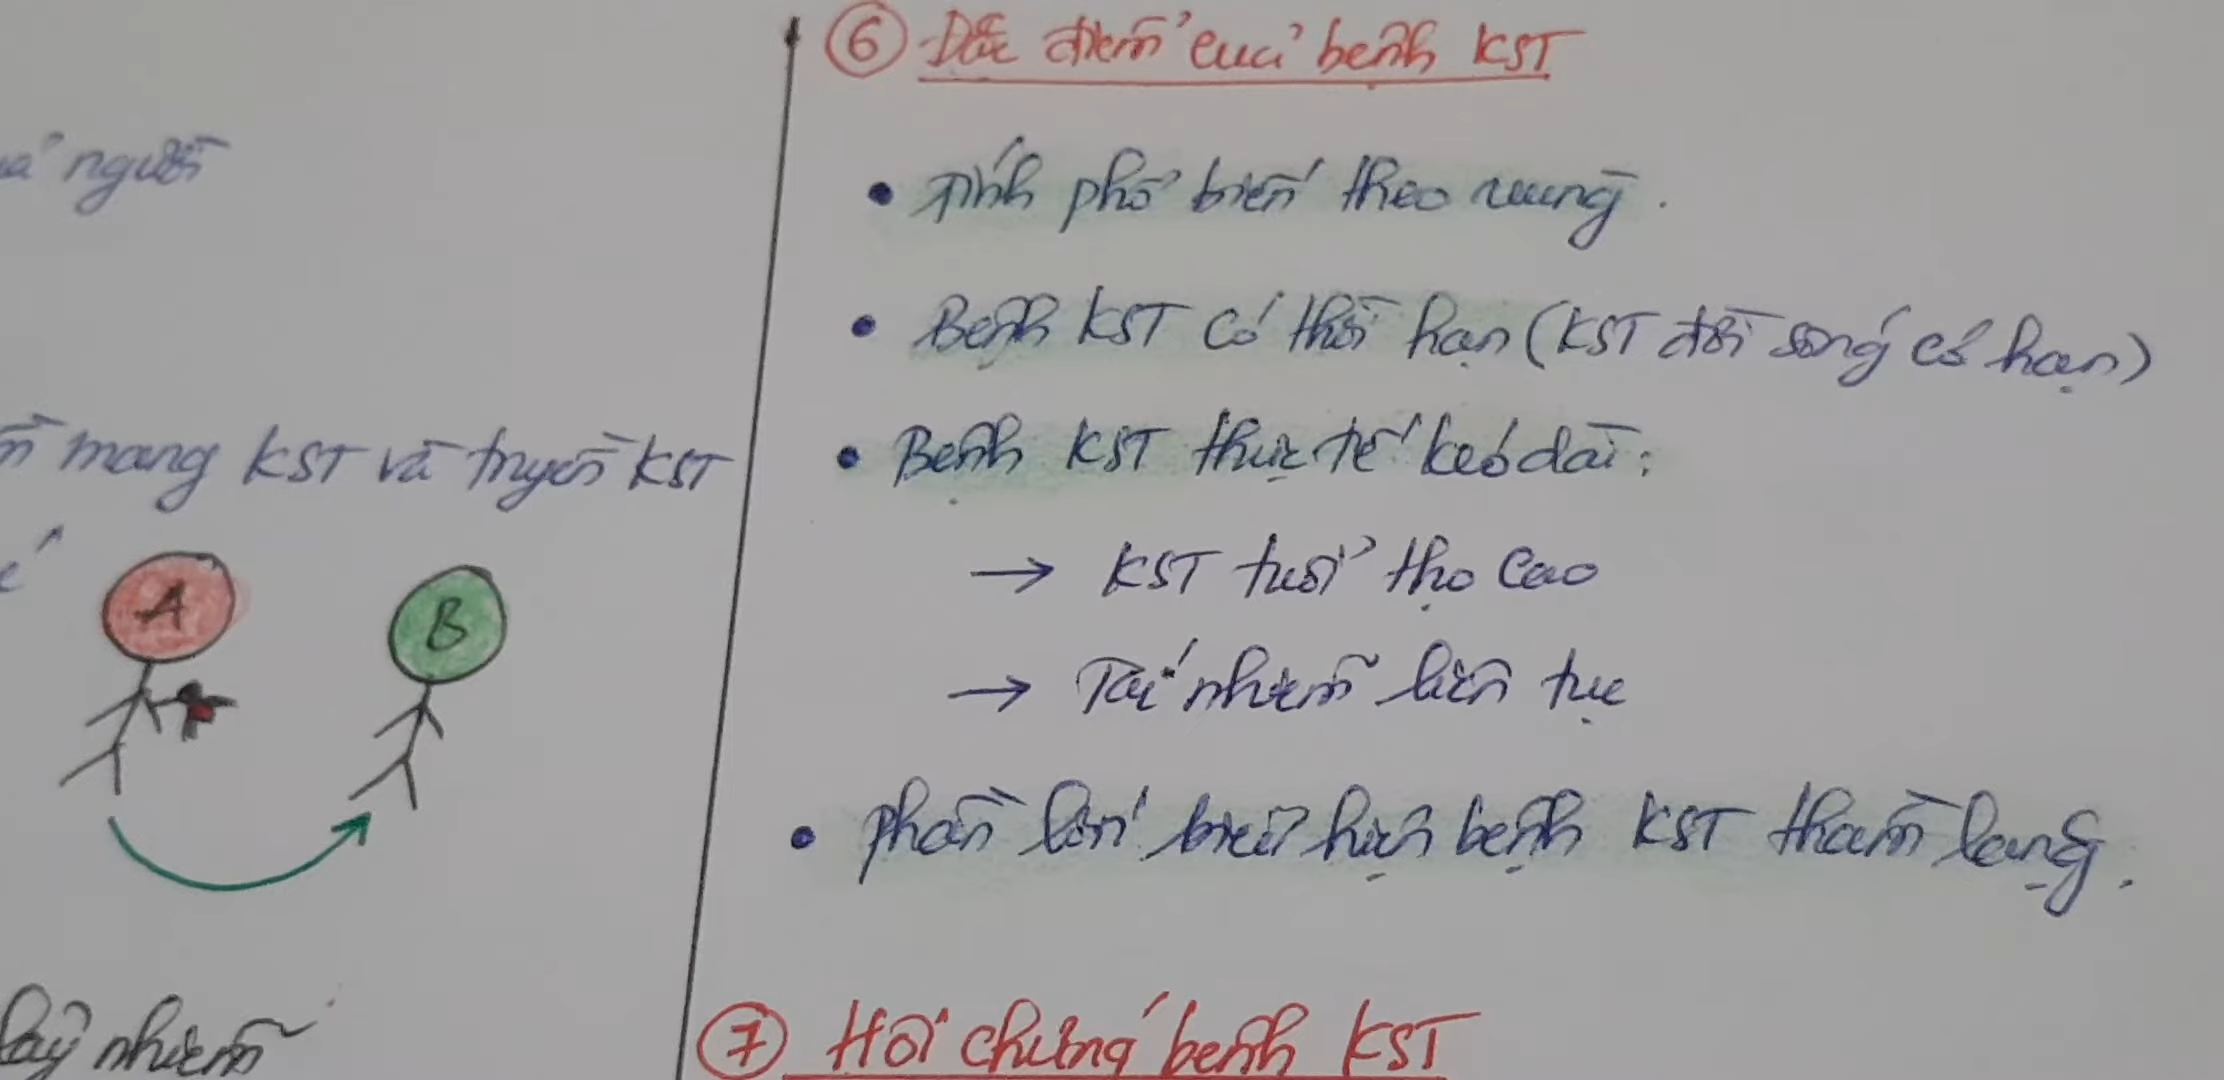 người
mang KST và truyền KST
A
B
lây nhiễm
⑥ Đặc điểm của bệnh KST
• Tính phổ biến theo vùng.
• Bệnh KST có thời hạn (KST đời sống có hạn)
• Bệnh KST thực tế kéo dài:
→ KST tuổi thọ cao
→ Tái nhiễm liên tục
• Phần lớn biểu hiện bệnh KST thầm lặng.
⑦ Hội chứng bệnh KST